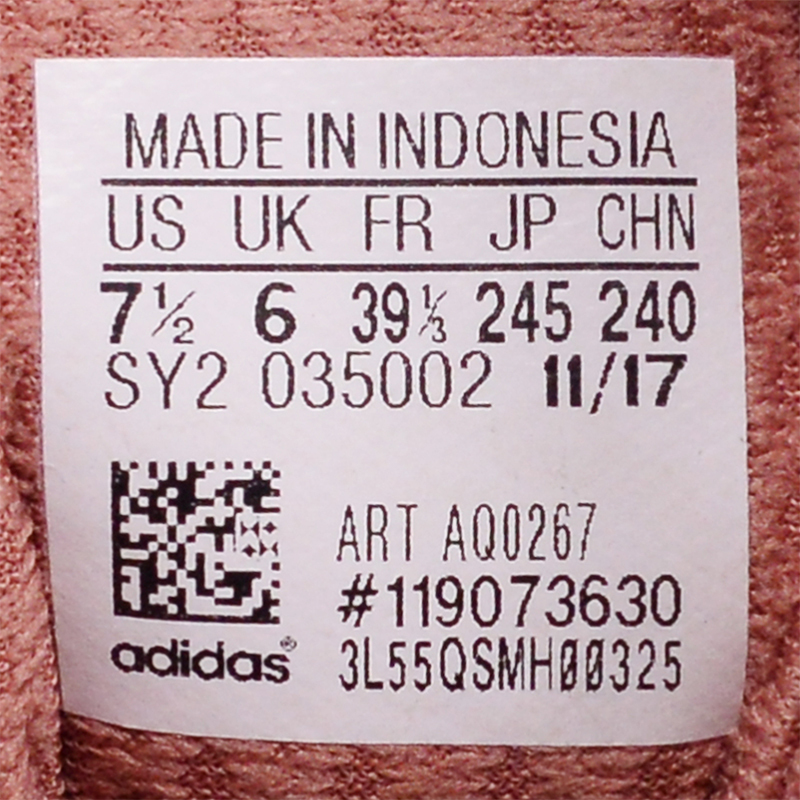 MADE IN INDONESIA
US UK FR JP CHN
7½ 6 39⅓ 245 240
SY2 035002 11/17
ART AQ0267
#119073630
adidas® 3L55QSMH00325